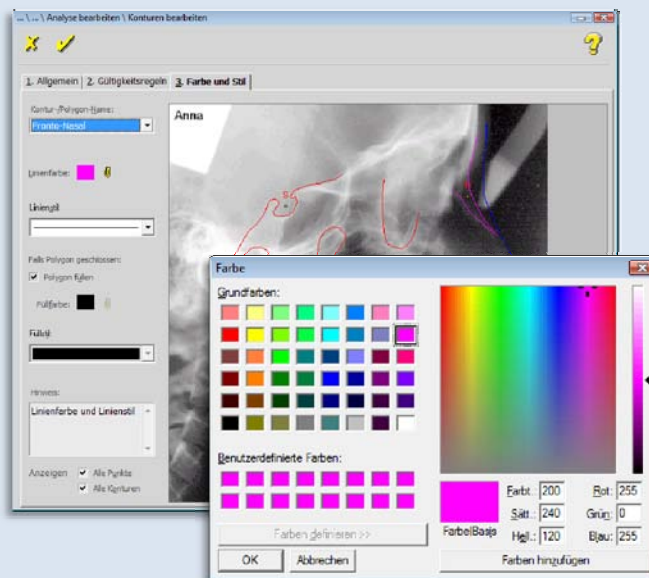 ...\ ... \ Analyse bearbeiten \ Konturen bearbeiten
1. Allgemein
2. Gültigkeitsregeln
3. Farbe und Stil
Kontur-/Polygon-Name:
Fronto-Nasal
Linienfarbe:
Linienstil
Falls Polygon geschlossen:
Polygon füllen
Füllfarbe:
Füllstil
Hinweis:
Linienfarbe und Linienstil
Anzeigen
Alle Punkte
Alle Konturen
Anna
S
Farbe
Grundfarben:
Benutzerdefinierte Farben:
Farben definieren >>
OK
Abbrechen
Farbe|Basis
Farbt.: 200
Sätt.: 240
Hell.: 120
Rot: 255
Grün: 0
Blau: 255
Farben hinzufügen